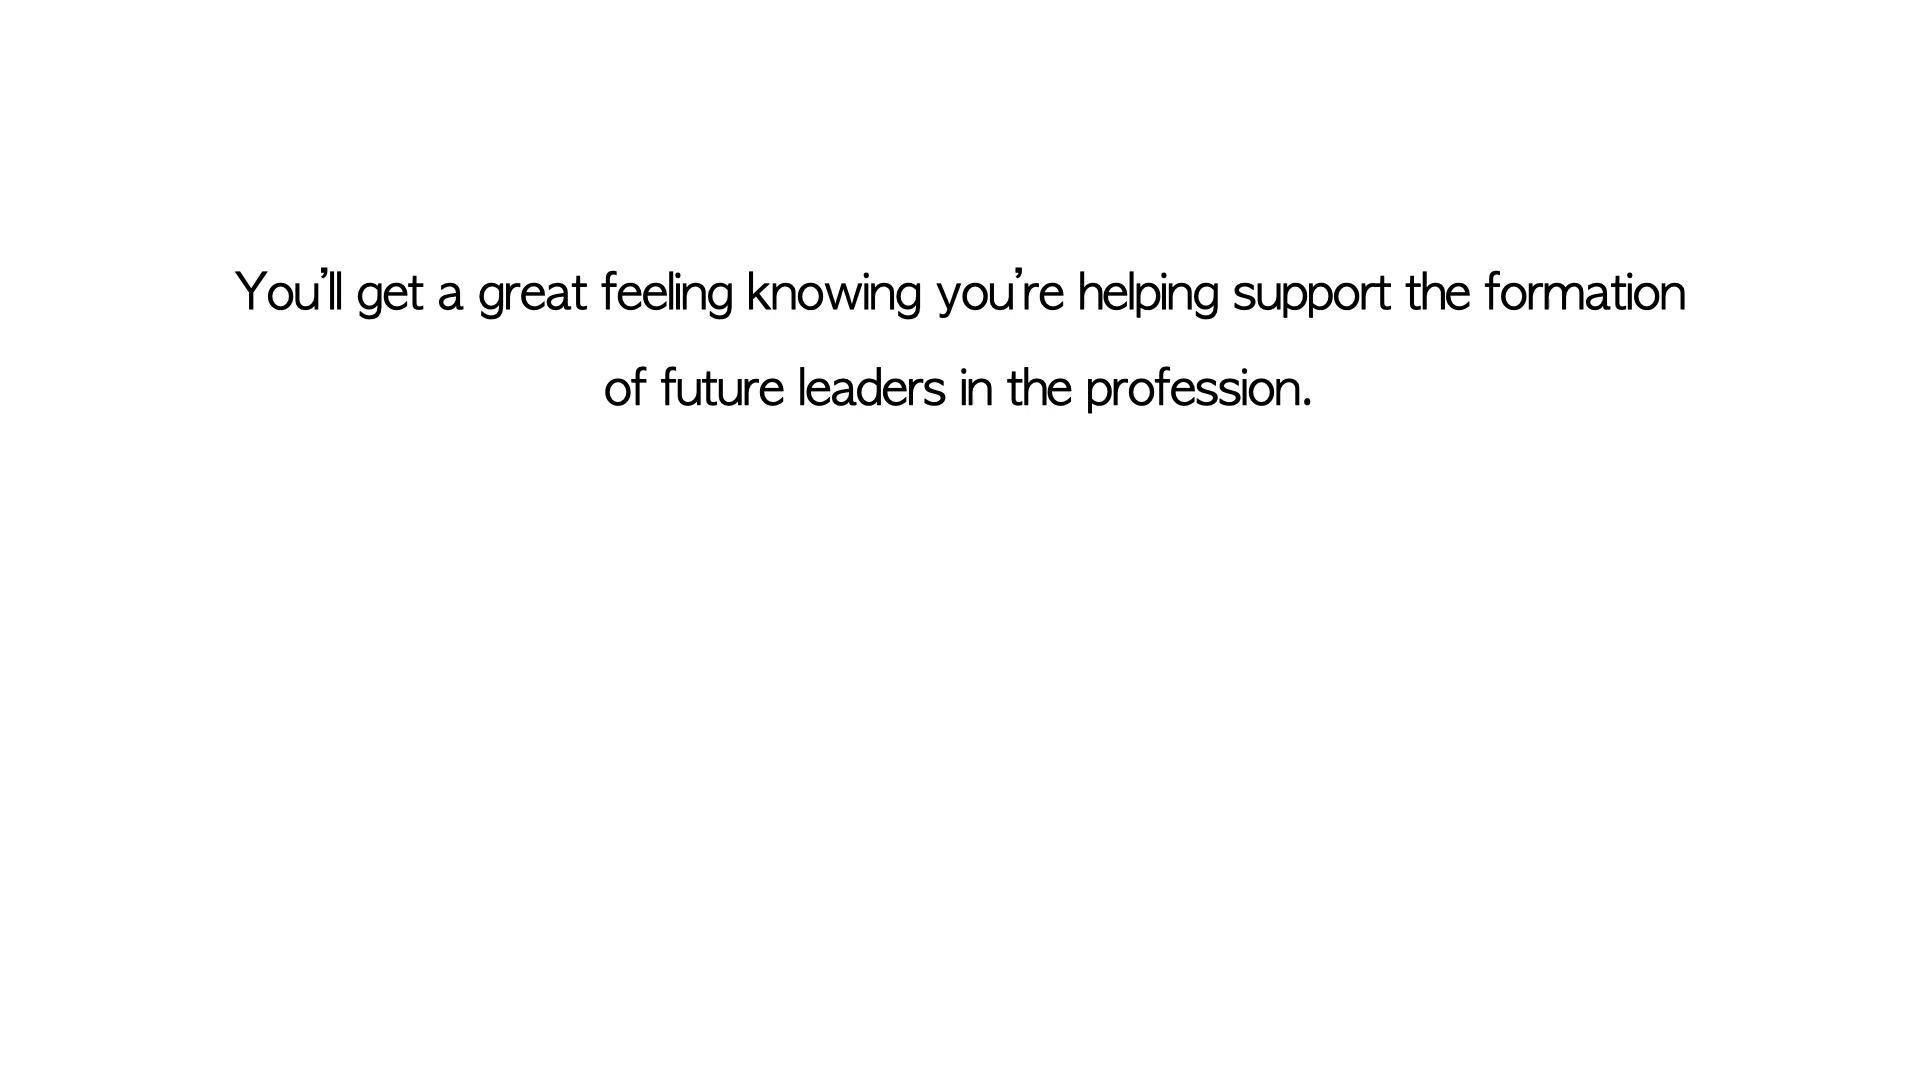 You’ll get a great feeling knowing you’re helping support the formation
of future leaders in the profession.